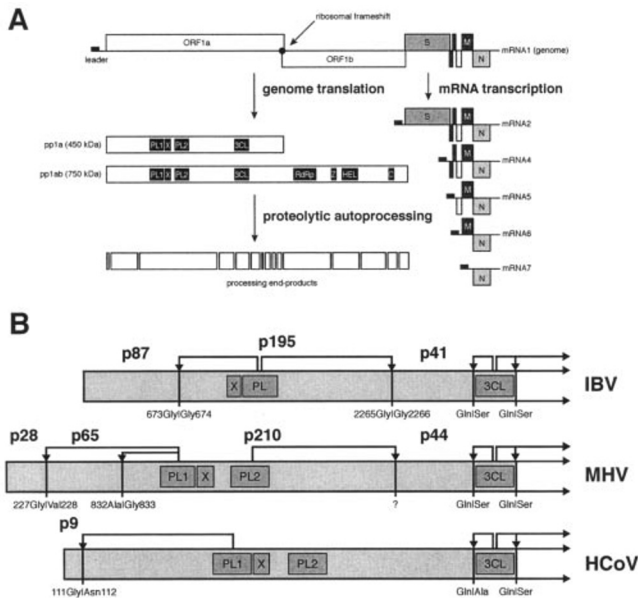 A
ribosomal frameshift
ORF1a
S
M
mRNA1 (genome)
leader
ORF1b
N
genome translation
mRNA transcription
S
M
mRNA2
N
pp1a (450 kDa)
PL1 X PL2 3CL
M
mRNA4
N
pp1ab (750 kDa)
PL1 X PL2 3CL RdRp Z HEL C
M
mRNA5
N
proteolytic autoprocessing
M
mRNA6
N
mRNA7
N
processing end-products
B
p87 p195 p41
X PL 3CL
IBV
673Gly|Gly674 2265Gly|Gly2266 Gln|Ser Gln|Ser
p28 p65 p210 p44
PL1 X PL2 3CL
MHV
227Gly|Val228 832Ala|Gly833 ? Gln|Ser Gln|Ser
p9
PL1 X PL2 3CL
HCoV
111Gly|Asn112 Gln|Ala Gln|Ser